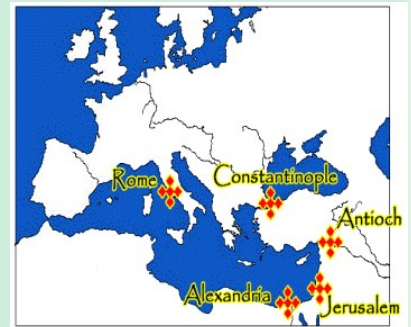 Rome
Constantinople
Antioch
Alexandria
Jerusalem